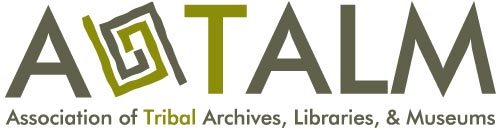 ATALM
Association of Tribal Archives, Libraries, & Museums